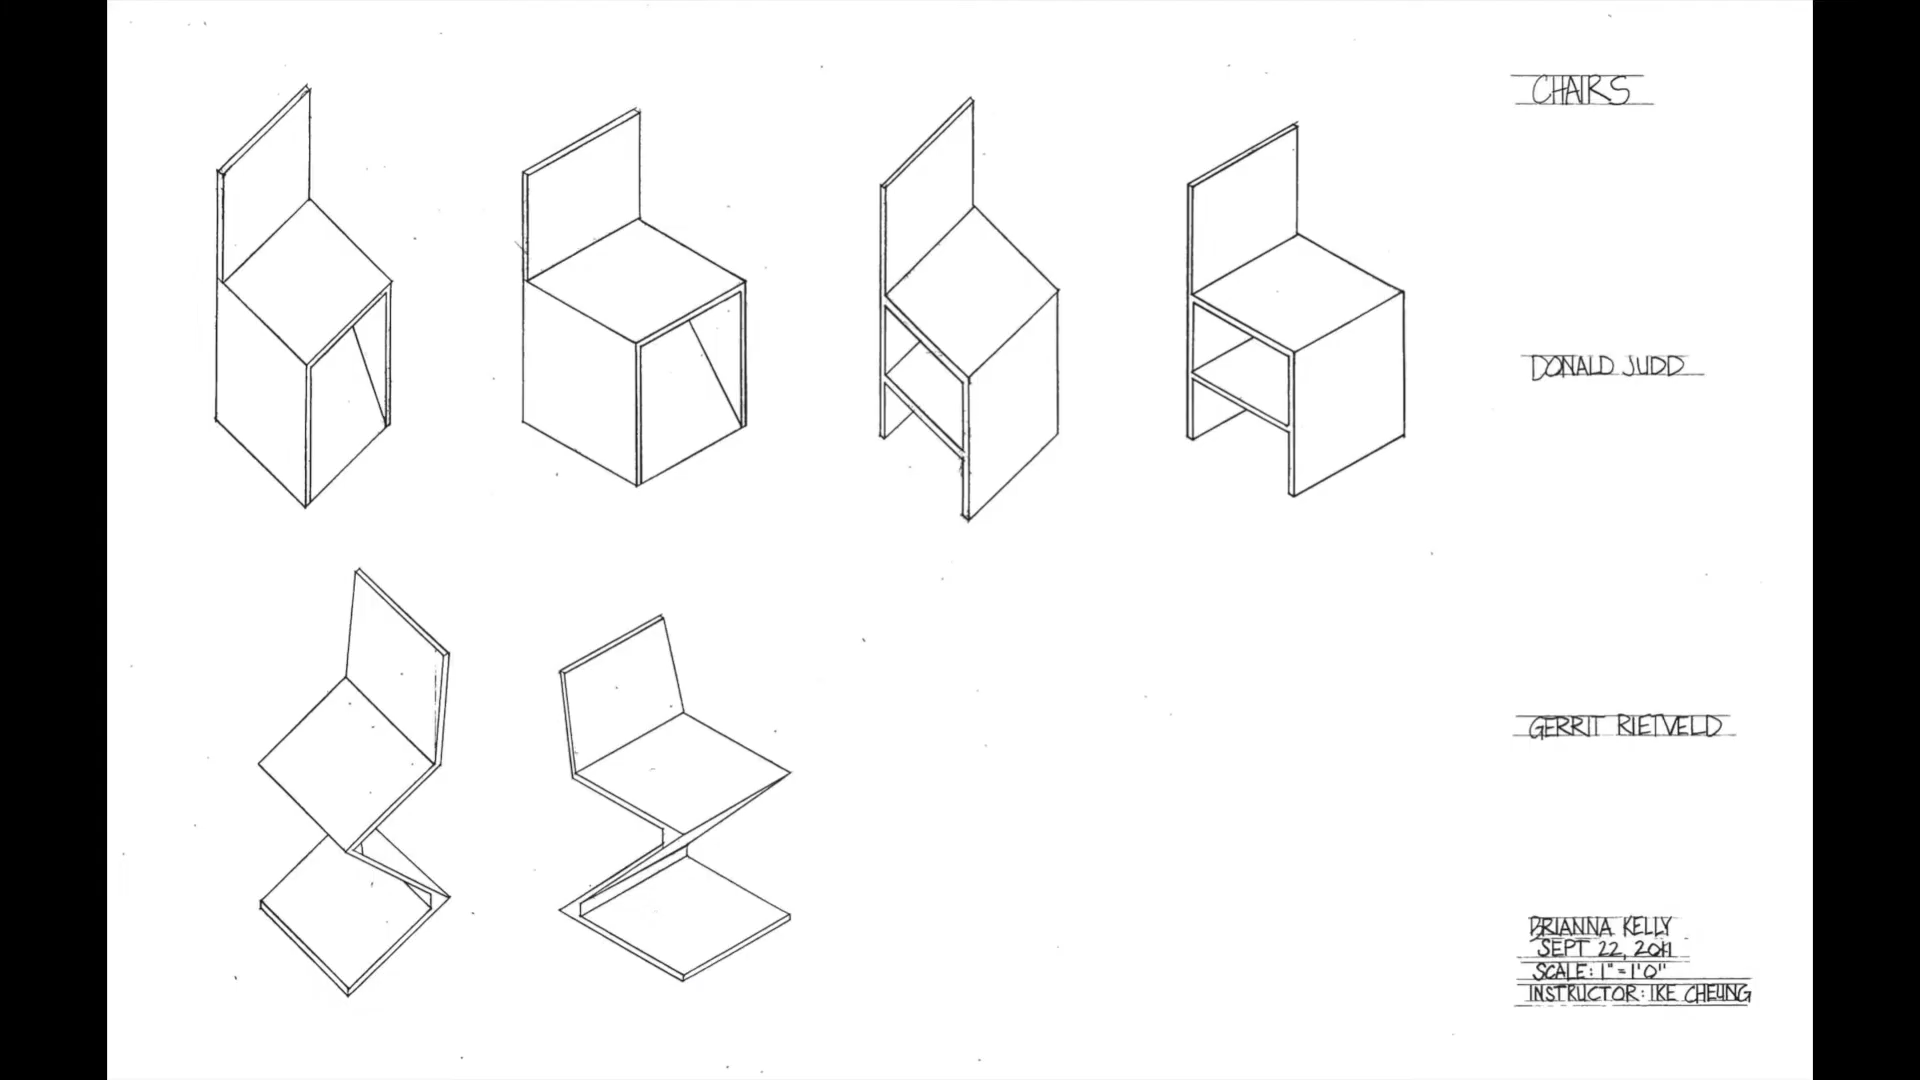 CHAIRS
DONALD JUDD
GERRIT RIETVELD
BRIANNA KELLY
SEPT 22, 2011
SCALE: 1" = 1'0"
INSTRUCTOR: IKE CHEUNG